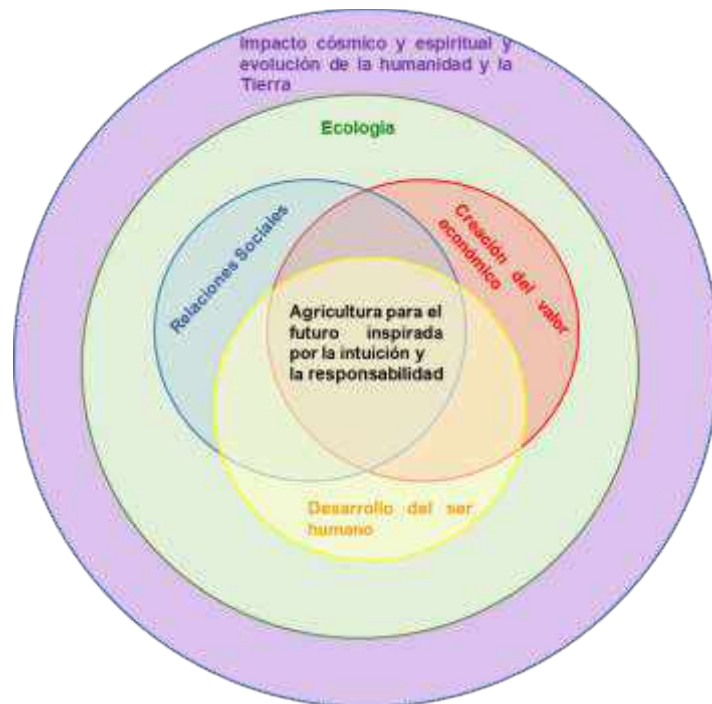 Impacto cósmico y espiritual y
evolución de la humanidad y la
Tierra
Ecologia
Relaciones Sociales
Creación del valor
económico
Agricultura para el
futuro inspirada
por la intuición y
la responsabilidad
Desarrollo del ser
humano